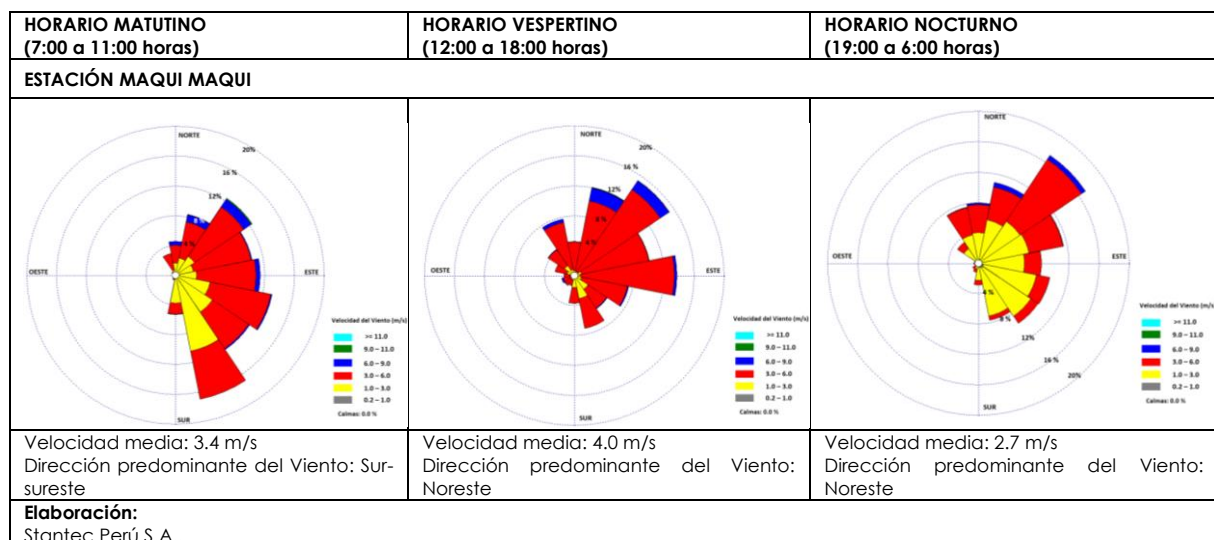 HORARIO MATUTINO
(7:00 a 11:00 horas)
HORARIO VESPERTINO
(12:00 a 18:00 horas)
HORARIO NOCTURNO
(19:00 a 6:00 horas)
ESTACIÓN MAQUI MAQUI
NORTE
20%
16 %
12%
8 %
4 %
OESTE
ESTE
SUR
Velocidad del Viento (m/s)
>= 11.0
9.0 – 11.0
6.0 – 9.0
3.0 – 6.0
1.0 – 3.0
0.2 – 1.0
Calmas: 0.0 %
NORTE
20%
16 %
12%
8 %
4 %
OESTE
ESTE
SUR
Velocidad del Viento (m/s)
>= 11.0
9.0 – 11.0
6.0 – 9.0
3.0 – 6.0
1.0 – 3.0
0.2 – 1.0
Calmas: 0.0 %
NORTE
OESTE
ESTE
4 %
8 %
12%
16 %
20%
SUR
Velocidad del Viento (m/s)
>= 11.0
9.0 – 11.0
6.0 – 9.0
3.0 – 6.0
1.0 – 3.0
0.2 – 1.0
Calmas: 0.0 %
Velocidad media: 3.4 m/s
Dirección predominante del Viento: Sur-
sureste
Velocidad media: 4.0 m/s
Dirección predominante del Viento:
Noreste
Velocidad media: 2.7 m/s
Dirección predominante del Viento:
Noreste
Elaboración:
Stantec Perú S.A.